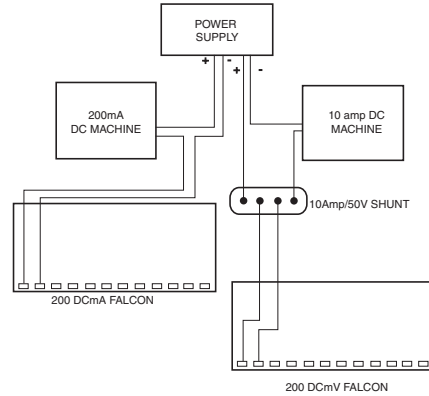 POWER
SUPPLY
+ - + -
200mA
DC MACHINE
10 amp DC
MACHINE
10Amp/50V SHUNT
200 DCmA FALCON
200 DCmV FALCON